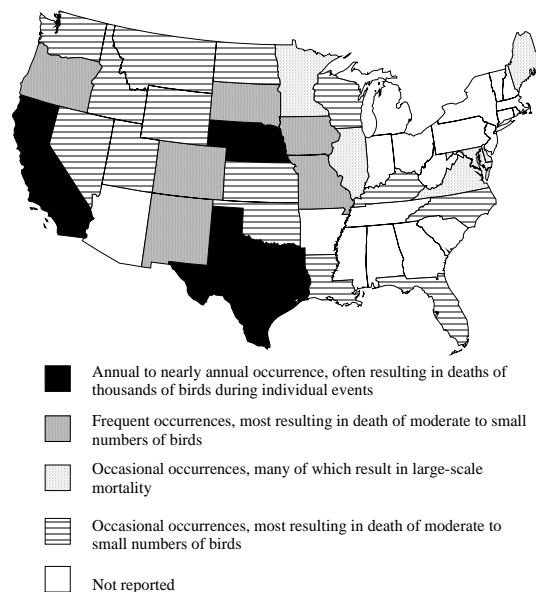 Annual to nearly annual occurrence, often resulting in deaths of
thousands of birds during individual events
Frequent occurrences, most resulting in death of moderate to small
numbers of birds
Occasional occurrences, many of which result in large-scale
mortality
Occasional occurrences, most resulting in death of moderate to
small numbers of birds
Not reported